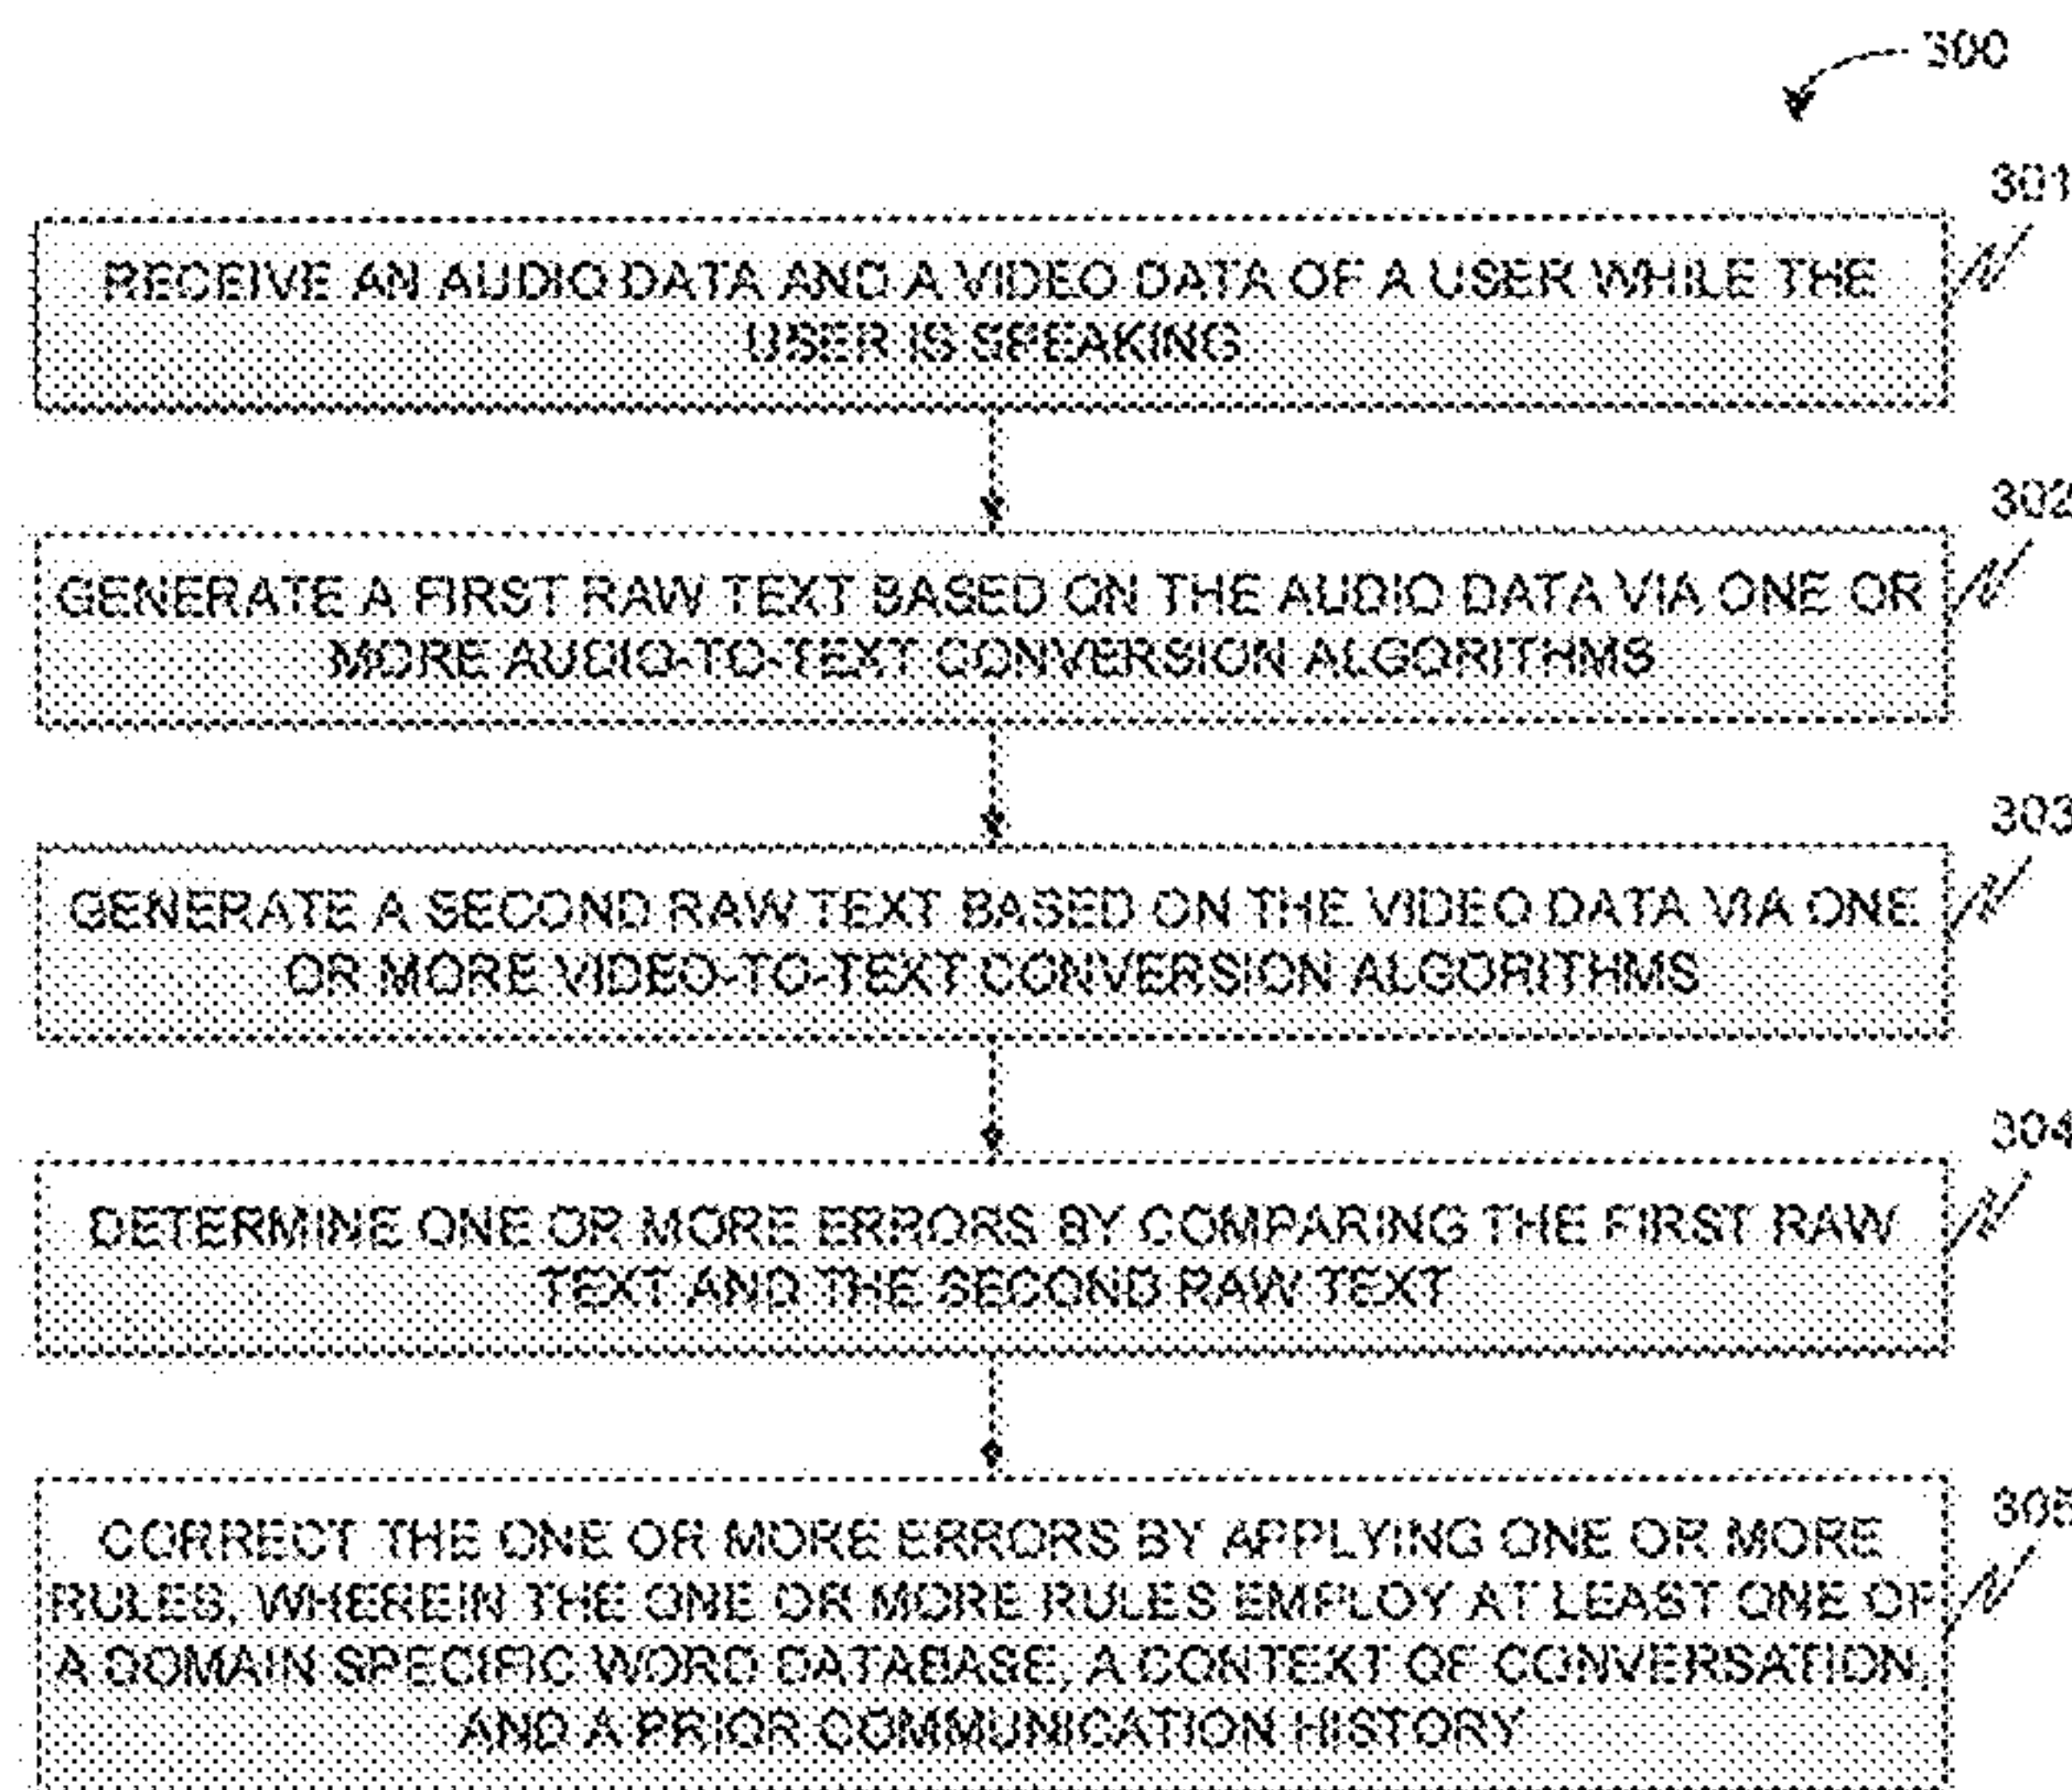 300
301
RECEIVE AN AUDIO DATA AND A VIDEO DATA OF A USER WHILE THE
USER IS SPEAKING
302
GENERATE A FIRST RAW TEXT BASED ON THE AUDIO DATA VIA ONE OR
MORE AUDIO-TO-TEXT CONVERSION ALGORITHMS
303
GENERATE A SECOND RAW TEXT BASED ON THE VIDEO DATA VIA ONE
OR MORE VIDEO-TO-TEXT CONVERSION ALGORITHMS
304
DETERMINE ONE OR MORE ERRORS BY COMPARING THE FIRST RAW
TEXT AND THE SECOND RAW TEXT
305
CORRECT THE ONE OR MORE ERRORS BY APPLYING ONE OR MORE
RULES, WHEREIN THE ONE OR MORE RULES EMPLOY AT LEAST ONE OF
A DOMAIN SPECIFIC WORD DATABASE, A CONTEXT OF CONVERSATION,
AND A PRIOR COMMUNICATION HISTORY